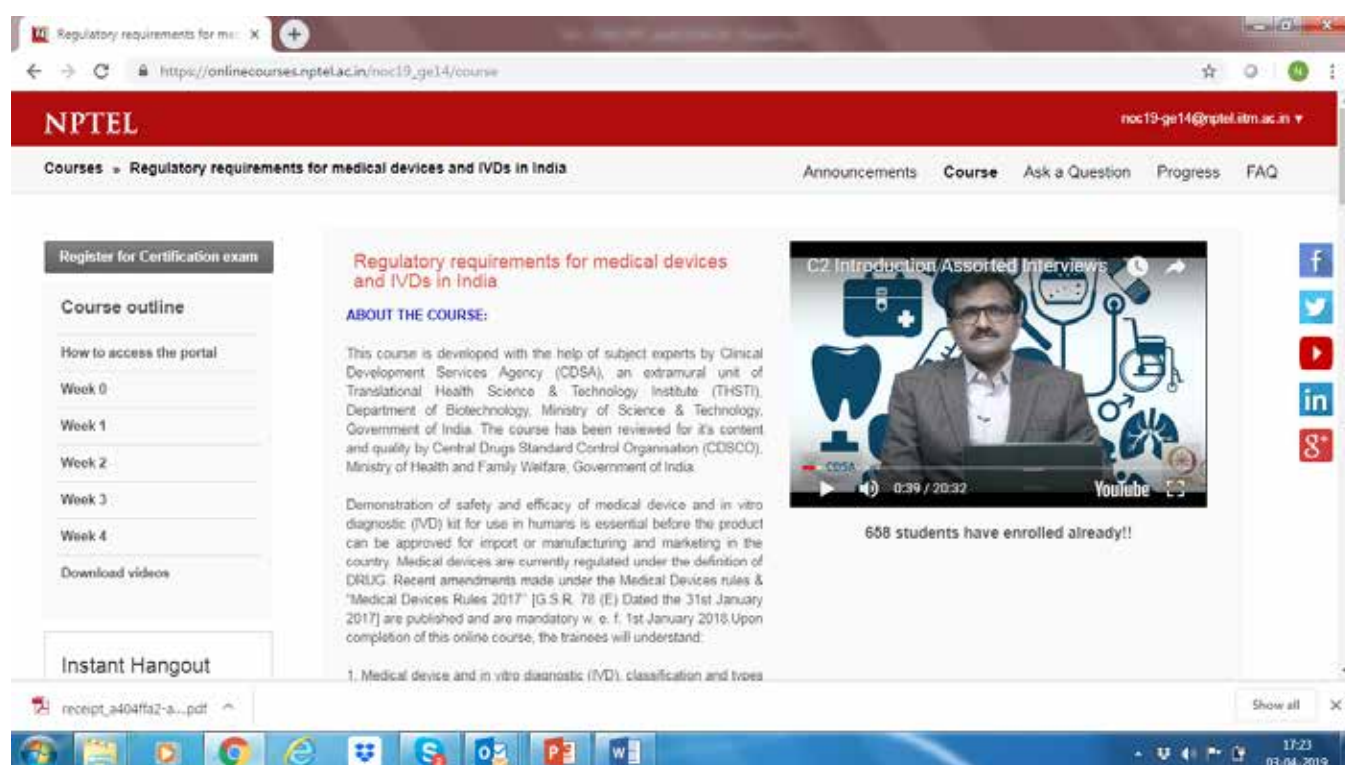 Regulatory requirements for me
https://onlinecourses.nptel.ac.in/noc19_ge14/course
N
NPTEL
noc19-ge14@nptel.iitm.ac.in
Courses » Regulatory requirements for medical devices and IVDs in India
Announcements Course Ask a Question Progress FAQ
Register for Certification exam
Course outline
How to access the portal
Week 0
Week 1
Week 2
Week 3
Week 4
Download videos
Instant Hangout
Regulatory requirements for medical devices
and IVDs in India
ABOUT THE COURSE:
This course is developed with the help of subject experts by Clinical
Development Services Agency (CDSA), an extramural unit of
Translational Health Science & Technology Institute (THSTI),
Department of Biotechnology, Ministry of Science & Technology,
Government of India. The course has been reviewed for it's content
and quality by Central Drugs Standard Control Organisation (CDSCO),
Ministry of Health and Family Welfare, Government of India.
Demonstration of safety and efficacy of medical device and in vitro
diagnostic (IVD) kit for use in humans is essential before the product
can be approved for import or manufacturing and marketing in the
country. Medical devices are currently regulated under the definition of
DRUG. Recent amendments made under the Medical Devices rules &
"Medical Devices Rules 2017" [G.S.R. 78 (E) Dated the 31st January
2017] are published and are mandatory w. e. f. 1st January 2018.Upon
completion of this online course, the trainees will understand:
1. Medical device and in vitro diagnostic (IVD), classification and types
C2 Introduction Assorted Interviews
CDSA
0:39 / 20:32
YouTube
658 students have enrolled already!!
f
in
g+
receipt_a404ffa2-a....pdf
Show all
17:23
03-04-2019